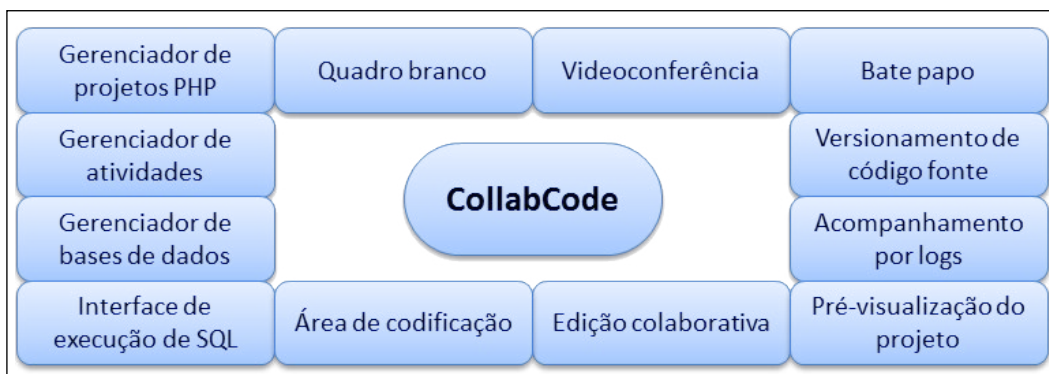 Gerenciador de
projetos PHP
Quadro branco
Videoconferência
Bate papo
Gerenciador de
atividades
Versionamento de
código fonte
CollabCode
Gerenciador de
bases de dados
Acompanhamento
por logs
Interface de
execução de SQL
Área de codificação
Edição colaborativa
Pré-visualização do
projeto